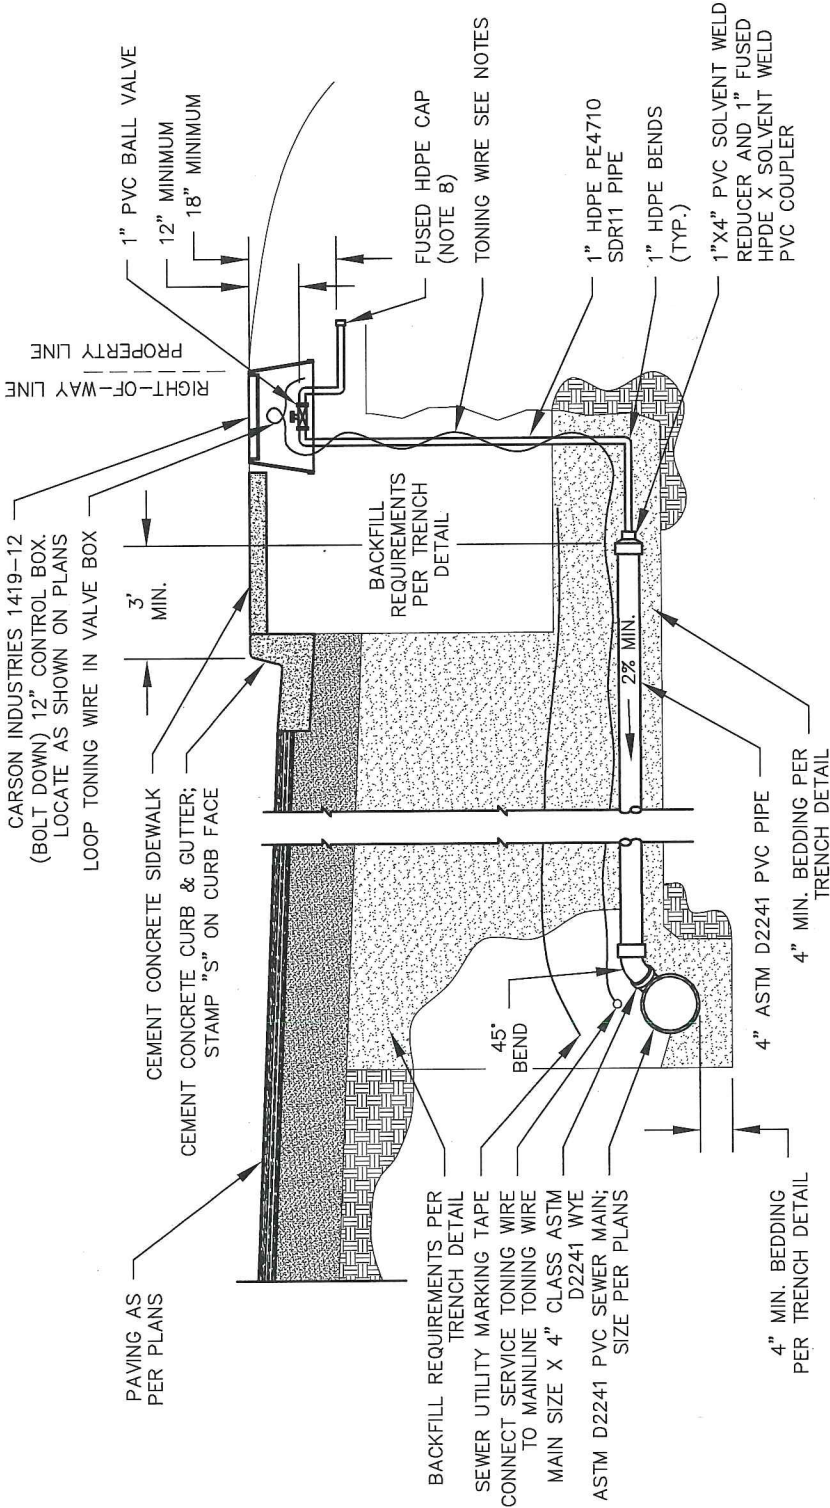 CARSON INDUSTRIES 1419-12
(BOLT DOWN) 12" CONTROL BOX.
LOCATE AS SHOWN ON PLANS
LOOP TONING WIRE IN VALVE BOX
RIGHT-OF-WAY LINE
PROPERTY LINE
1" PVC BALL VALVE
12" MINIMUM
18" MINIMUM
3'
MIN.
CEMENT CONCRETE SIDEWALK
CEMENT CONCRETE CURB & GUTTER;
STAMP "S" ON CURB FACE
PAVING AS
PER PLANS
BACKFILL
REQUIREMENTS
PER TRENCH
DETAIL
FUSED HDPE CAP
(NOTE 8)
TONING WIRE SEE NOTES
1" HDPE PE4710
SDR11 PIPE
1" HDPE BENDS
(TYP.)
1"X4" PVC SOLVENT WELD
REDUCER AND 1" FUSED
HPDE X SOLVENT WELD
PVC COUPLER
2% MIN.
45°
BEND
BACKFILL REQUIREMENTS PER
TRENCH DETAIL
SEWER UTILITY MARKING TAPE
CONNECT SERVICE TONING WIRE
TO MAINLINE TONING WIRE
MAIN SIZE X 4" CLASS ASTM
D2241 WYE
ASTM D2241 PVC SEWER MAIN;
SIZE PER PLANS
4" MIN. BEDDING
PER TRENCH DETAIL
4" ASTM D2241 PVC PIPE
4" MIN. BEDDING PER
TRENCH DETAIL